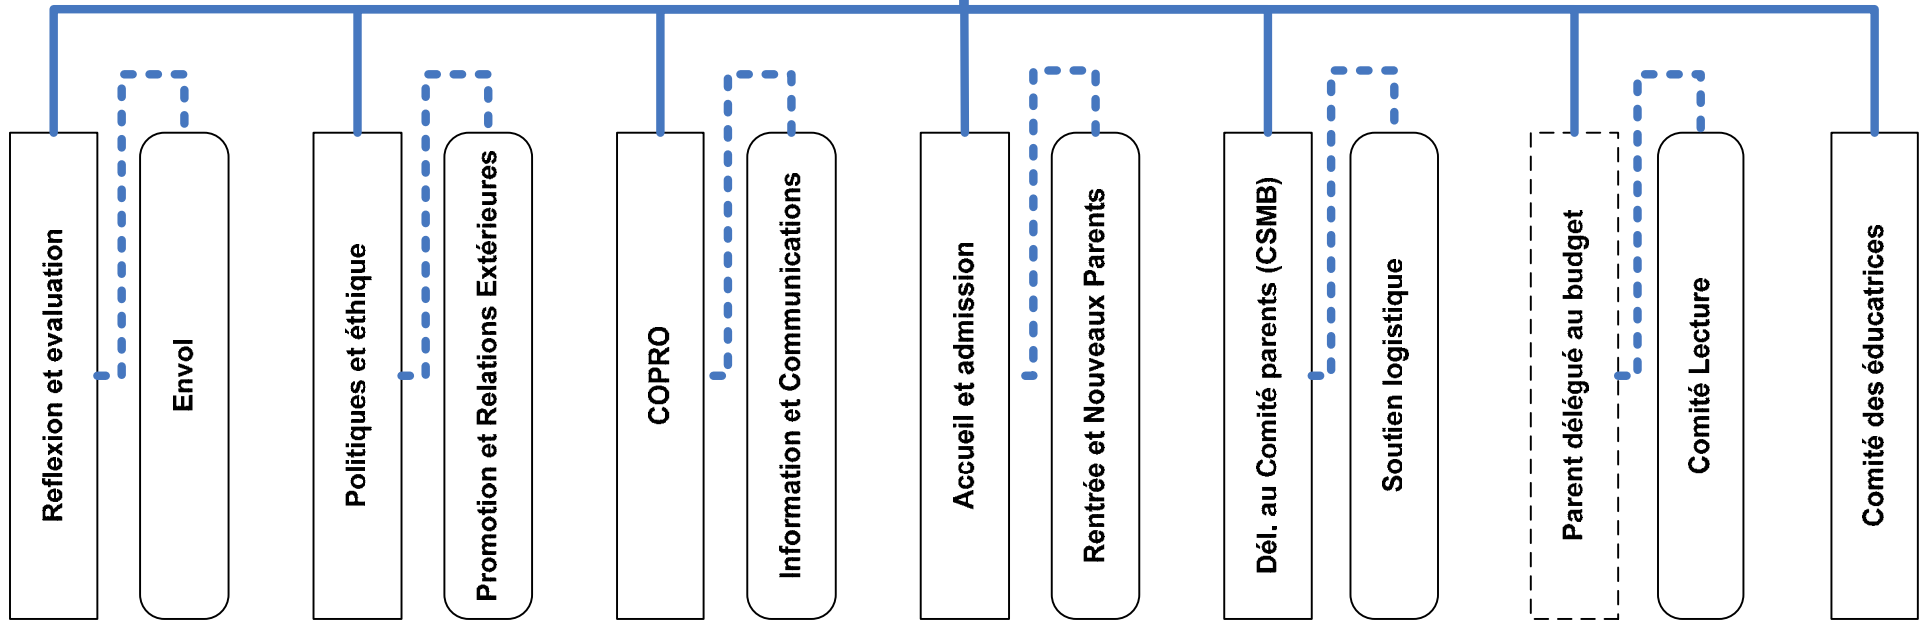 Reflexion et evaluation
Envol
Politiques et éthique
Promotion et Relations Extérieures
COPRO
Information et Communications
Accueil et admission
Rentrée et Nouveaux Parents
Dél. au Comité parents (CSMB)
Soutien logistique
Parent délégué au budget
Comité Lecture
Comité des éducatrices